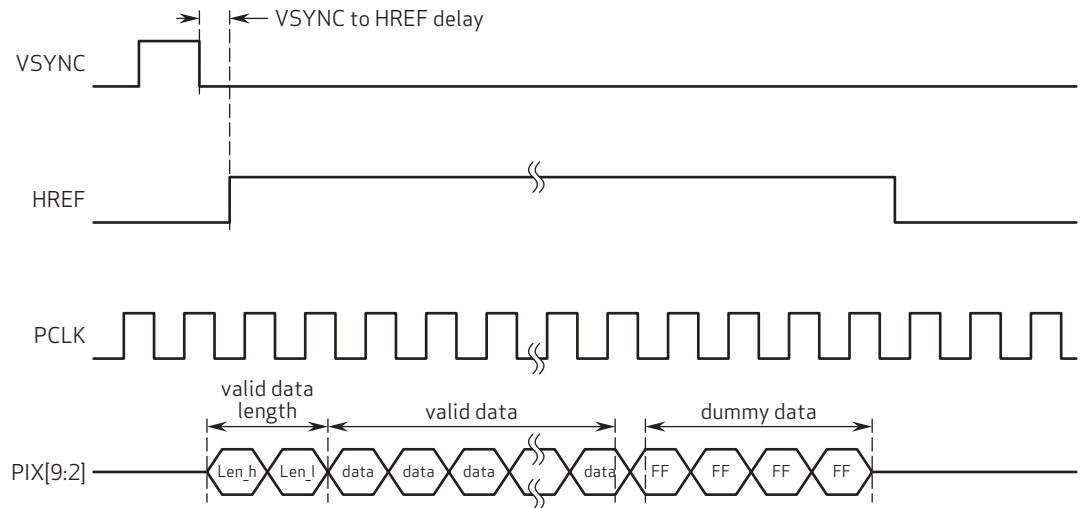 VSYNC to HREF delay
VSYNC
HREF
PCLK
valid data
length
valid data
dummy data
PIX[9:2]
Len_h
Len_l
data
data
data
data
FF
FF
FF
FF